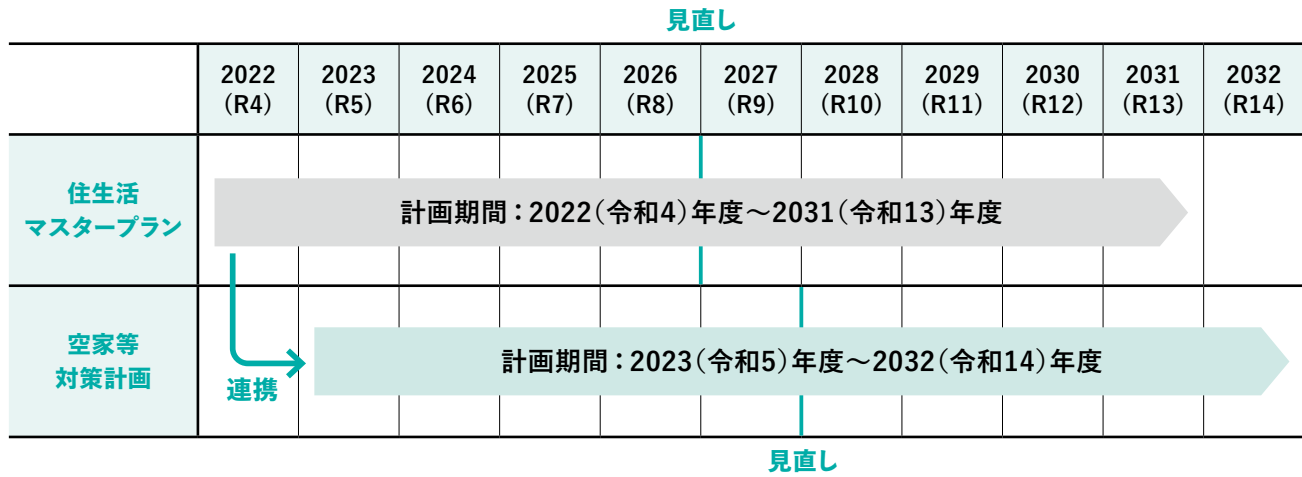 見直し
2022 2023 2024 2025 2026 2027 2028 2029 2030 2031 2032
(R4) (R5) (R6) (R7) (R8) (R9) (R10) (R11) (R12) (R13) (R14)
住生活
マスタープラン
計画期間：2022(令和4)年度～2031(令和13)年度
空家等
対策計画
連携
計画期間：2023(令和5)年度～2032(令和14)年度
見直し